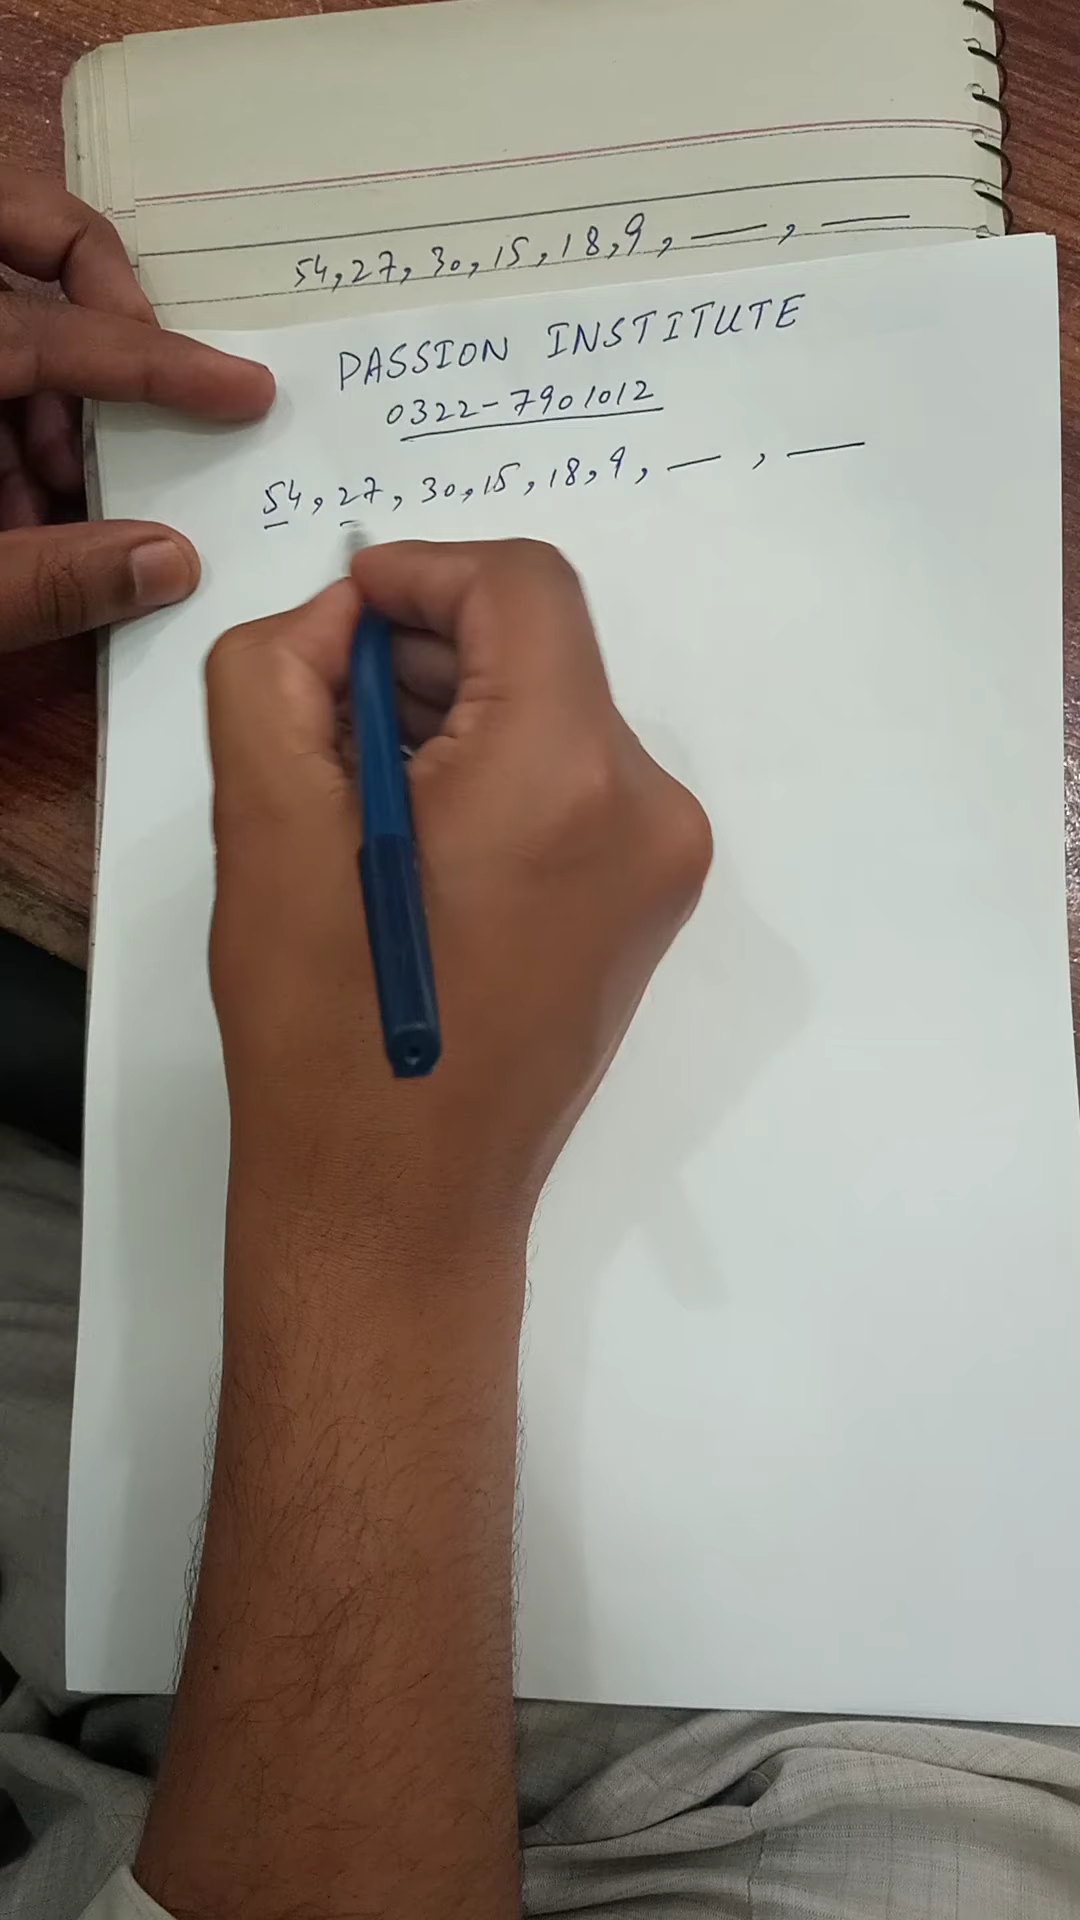 54, 27, 30, 15, 18, 9, __, __
PASSION INSTITUTE
0322-7901012
54, 27, 30, 15, 18, 9, __, __